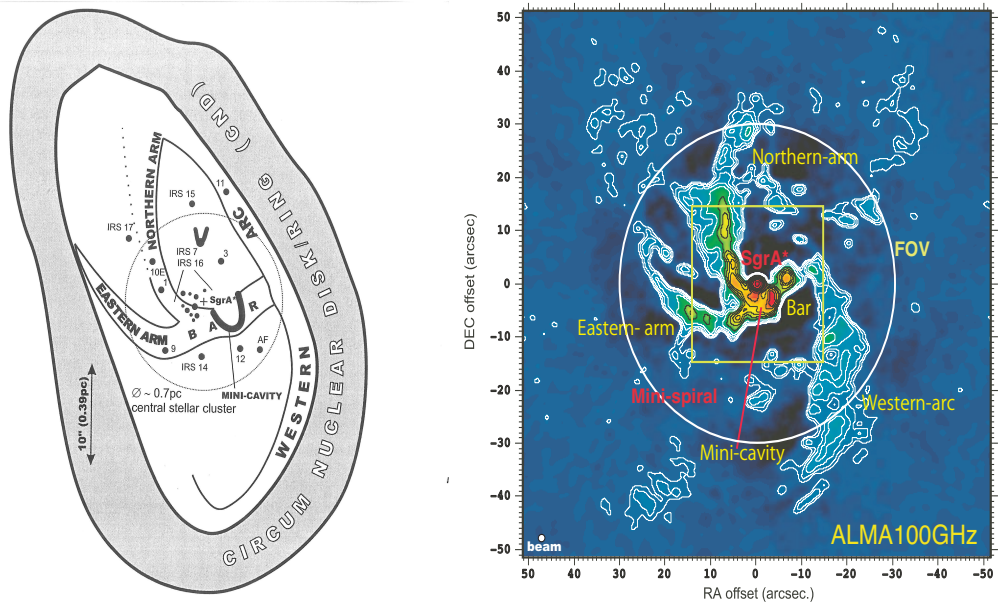 CIRCUM NUCLEAR DISK/RING (CND)
NORTHERN ARM
ARC
WESTERN
EASTERN ARM
BAR
11
IRS 15
IRS 17
IRS 7
IRS 16
3
10E
1
SgrA*
9
IRS 14
12
AF
MINI-CAVITY
Ø ~ 0.7pc
central stellar cluster
10" (0.39pc)
50
40
30
20
10
0
−10
−20
−30
−40
−50
DEC offset (arcsec)
Northern-arm
SgrA*
FOV
Bar
Eastern- arm
Mini-spiral
Western-arc
Mini-cavity
ALMA100GHz
beam
50 40 30 20 10 0 −10 −20 −30 −40 −50
RA offset (arcsec.)